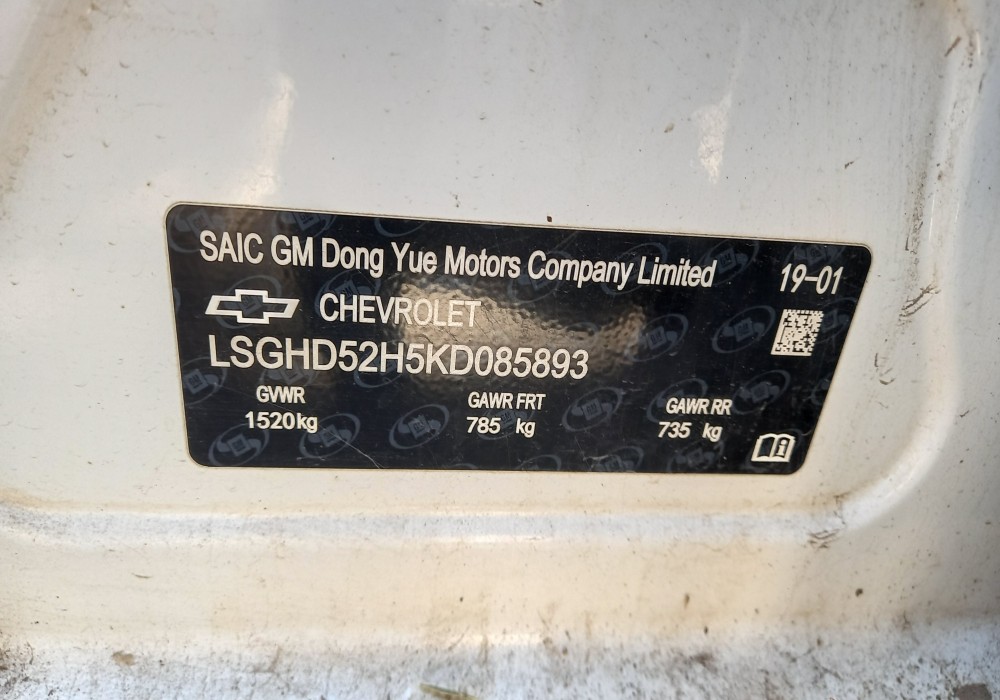 SAIC GM Dong Yue Motors Company Limited 19-01
CHEVROLET
LSGHD52H5KD085893
GVWR GAWR FRT GAWR RR
1520kg 785 kg 735 kg